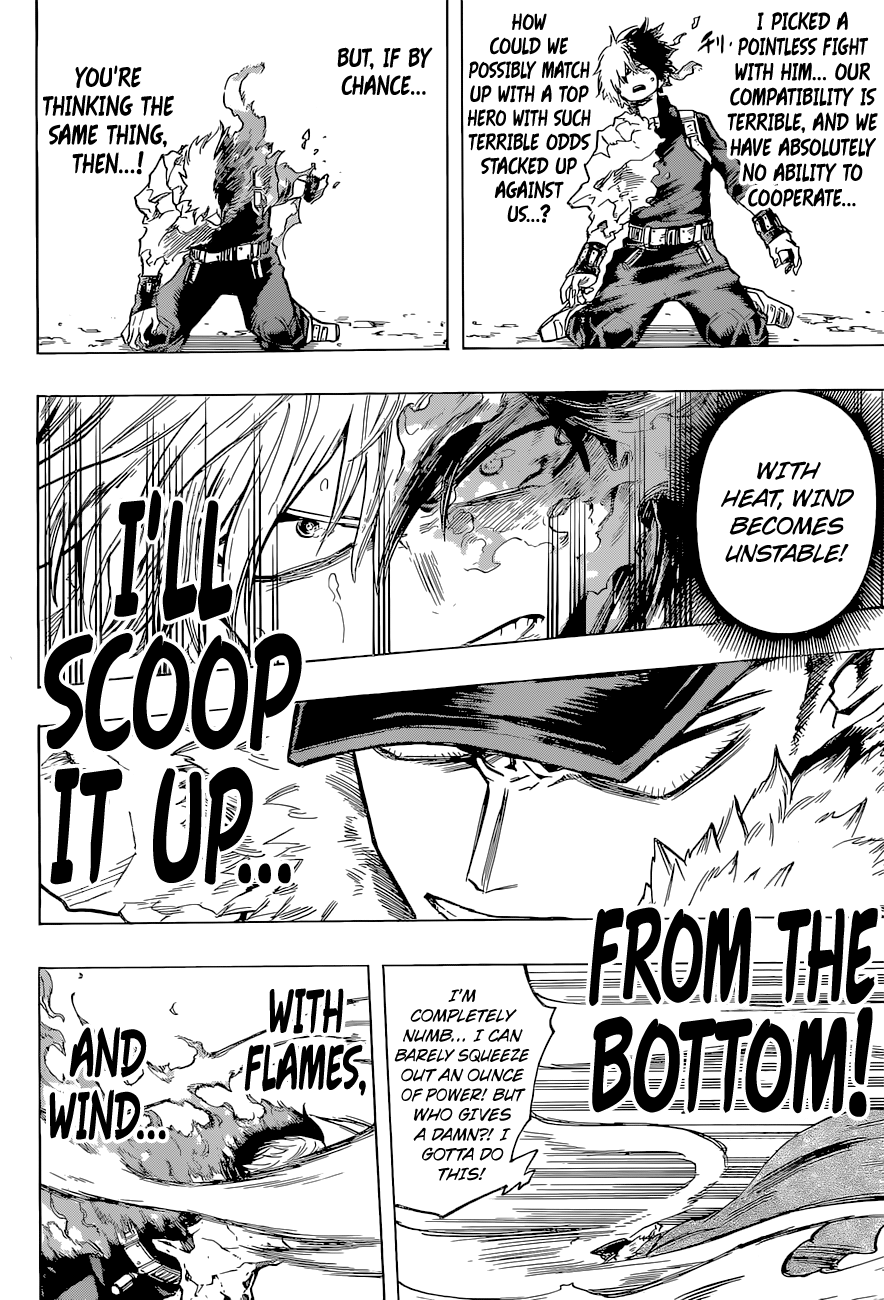 I PICKED A
POINTLESS FIGHT
WITH HIM... OUR
COMPATIBILITY IS
TERRIBLE, AND WE
HAVE ABSOLUTELY
NO ABILITY TO
COOPERATE...
チリ
HOW
COULD WE
POSSIBLY MATCH
UP WITH A TOP
HERO WITH SUCH
TERRIBLE ODDS
STACKED UP
AGAINST
US...?
BUT, IF BY
CHANCE...
YOU'RE
THINKING THE
SAME THING,
THEN...!
WITH
HEAT, WIND
BECOMES
UNSTABLE!
I'LL
SCOOP
IT UP...
FROM THE
BOTTOM!
I'M
COMPLETELY
NUMB... I CAN
BARELY SQUEEZE
OUT AN OUNCE
OF POWER! BUT
WHO GIVES
A DAMN?! I
GOTTA DO
THIS!
WITH
FLAMES,
AND
WIND...